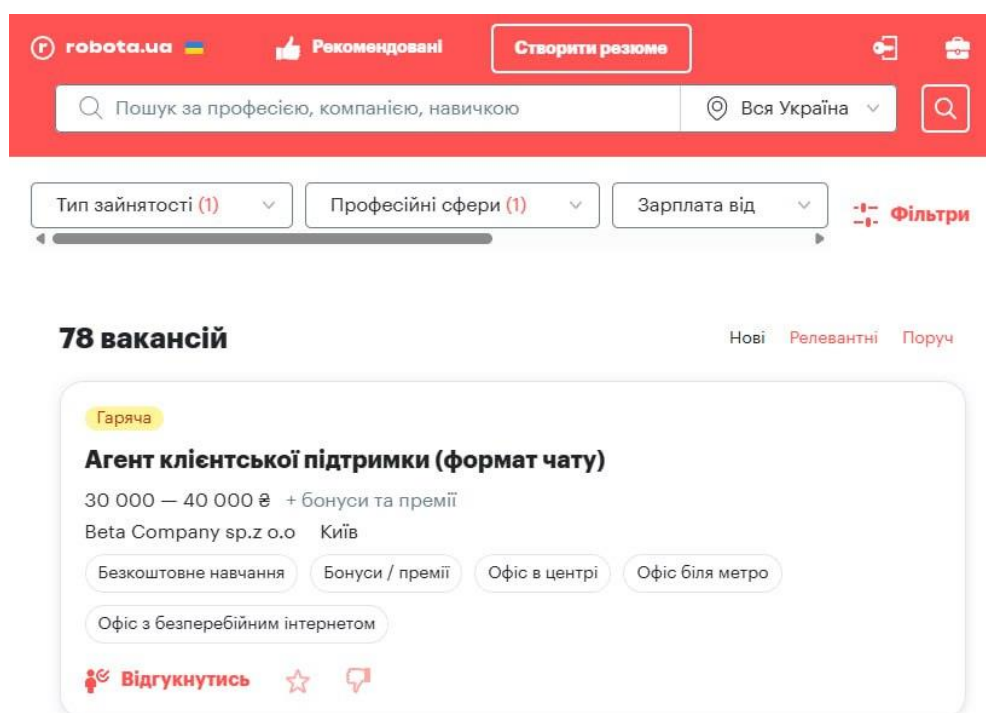 robota.ua Рекомендовані Створити резюме
Пошук за професією, компанією, навичкою Вся Україна
Тип зайнятості (1) Професійні сфери (1) Зарплата від Фільтри
78 вакансій Нові Релевантні Поруч
Гаряча
Агент клієнтської підтримки (формат чату)
30 000 — 40 000 ₴ + бонуси та премії
Beta Company sp.z o.o Київ
Безкоштовне навчання Бонуси / премії Офіс в центрі Офіс біля метро
Офіс з безперебійним інтернетом
Відгукнутись